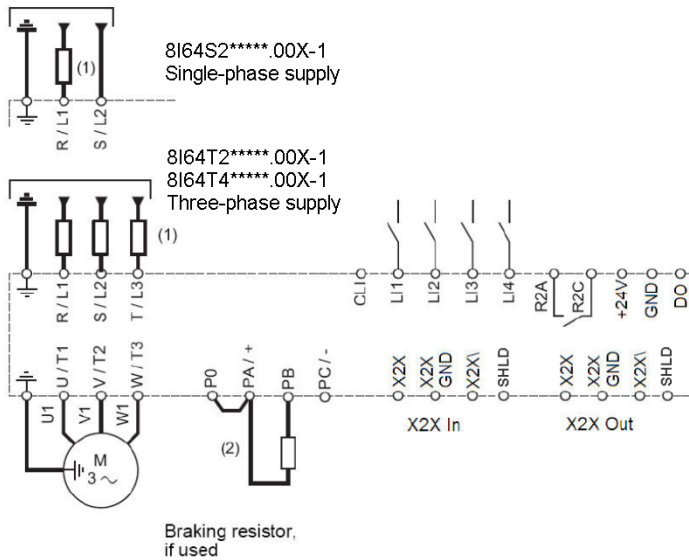 (1)
8I64S2*****.00X-1
Single-phase supply
R / L1
S / L2
8I64T2*****.00X-1
8I64T4*****.00X-1
Three-phase supply
(1)
R / L1
S / L2
T / L3
CLI
LI1
LI2
LI3
LI4
R2A
R2C
+24V
GND
DO
U / T1
V / T2
W / T3
P0
PA / +
PB
PC / -
X2X
X2X
GND
X2X\
SHLD
X2X
X2X
GND
X2X\
SHLD
U1
V1
W1
X2X In
X2X Out
M
3 ~
(2)
Braking resistor,
if used